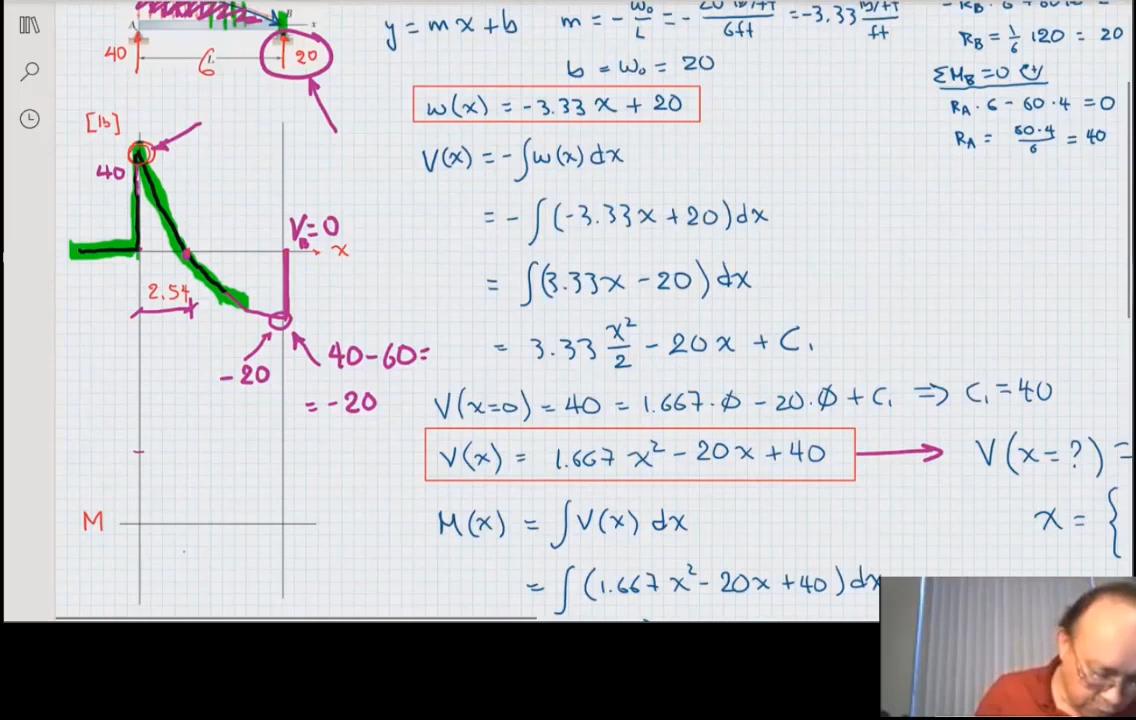 A B x
40 L 6 20
[lb]
40
V_B=0
x
2.54
-20
40-60=
=-20
M
y = mx+b m = - w₀/L = - 20 lb/ft / 6ft = -3.33 lb/ft / ft
b = w₀ = 20
w(x) = -3.33 x + 20
V(x) = -∫w(x)dx
= -∫(-3.33x+20)dx
= ∫(3.33x-20)dx
= 3.33 x²/2 - 20x + C₁
V(x=0) = 40 = 1.667·0 - 20·0 + C₁ ⇒ C₁=40
V(x) = 1.667 x² - 20x + 40 → V(x=?) =
x = {
M(x) = ∫V(x) dx
= ∫(1.667 x² - 20x + 40) dx
R_B = 1/6 120 = 20
ΣM_B=0
R_A · 6 - 60·4 = 0
R_A = 60·4/6 = 40